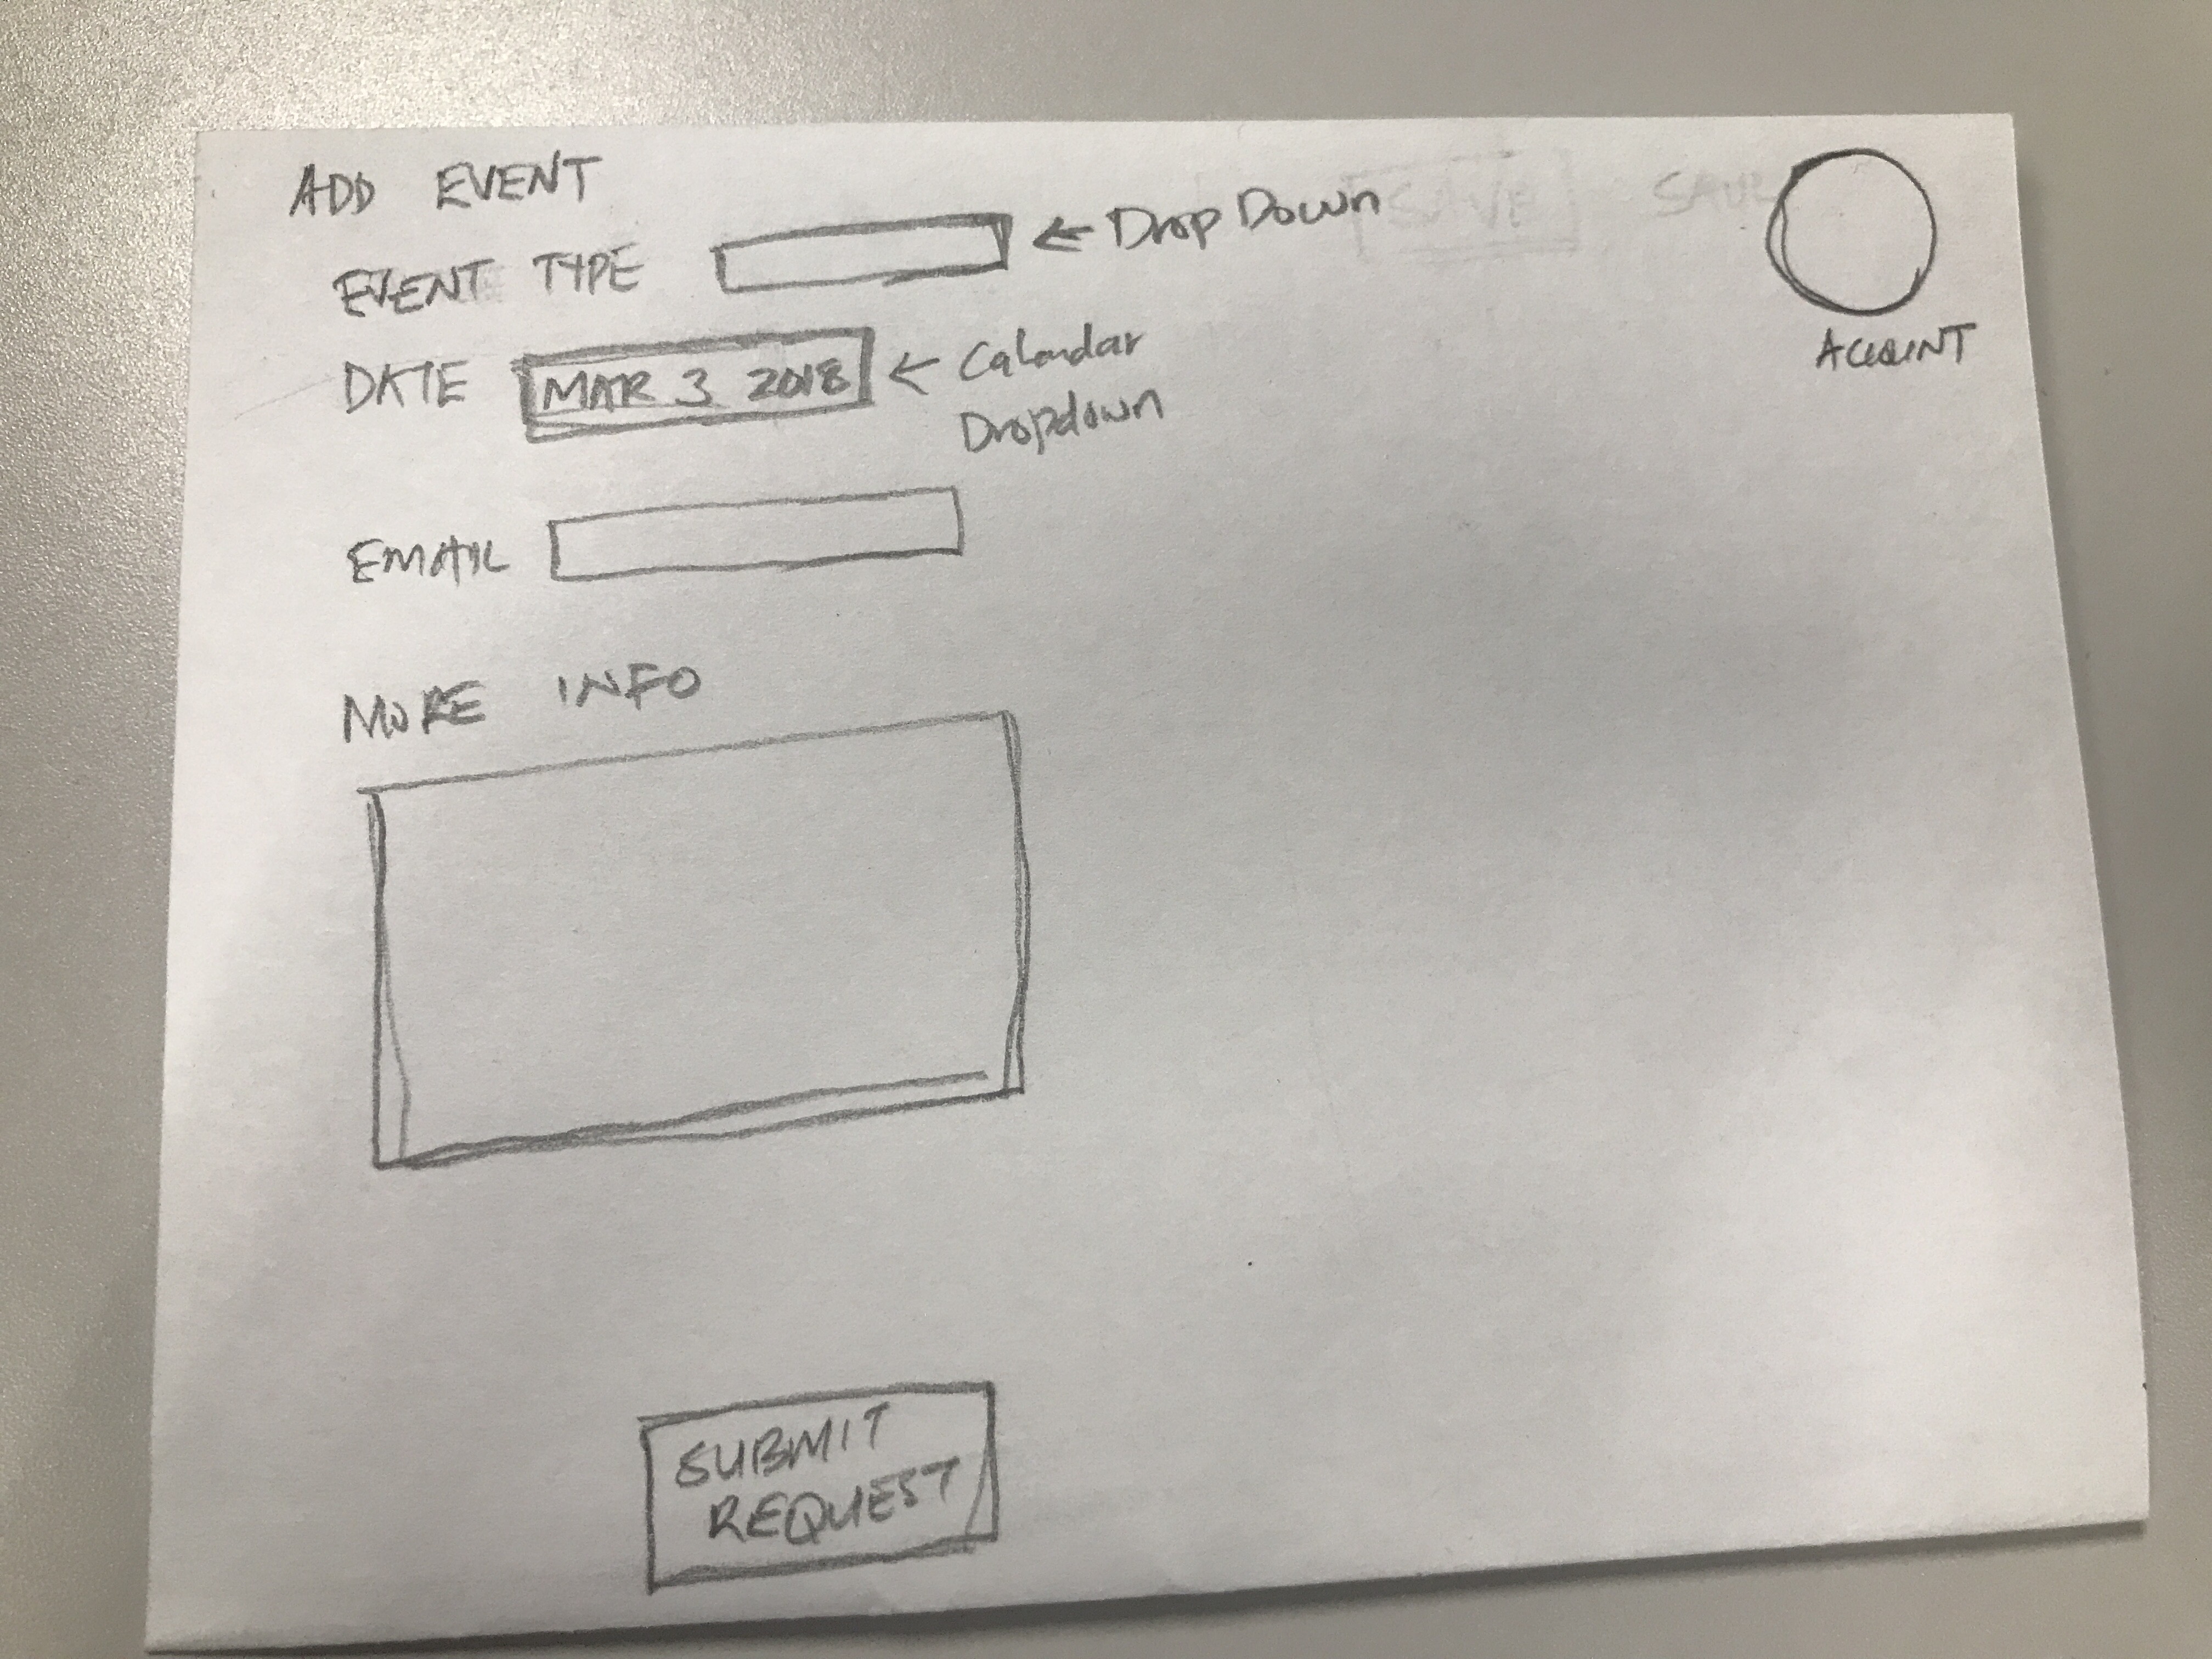 ADD EVENT
EVENT TYPE ← Drop Down
DATE MAR 3 2018 ← Calendar
Dropdown
EMAIL
MORE INFO
SUBMIT
REQUEST
ACCOUNT